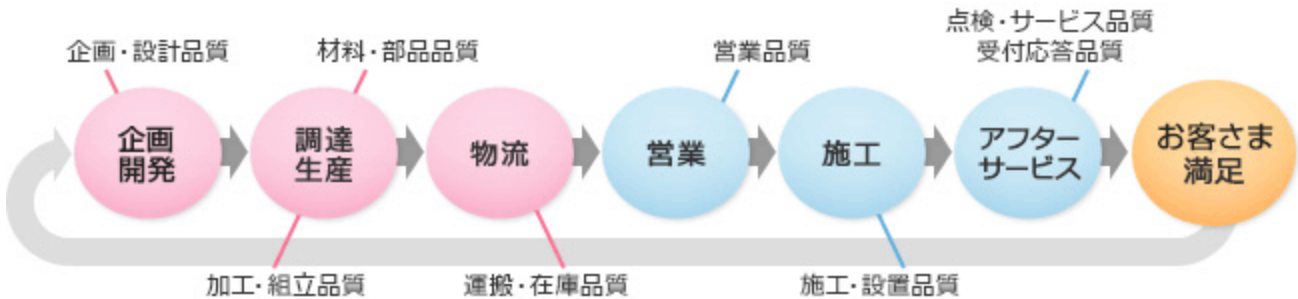 企画・設計品質
材料・部品品質
営業品質
点検・サービス品質
受付応答品質
企画
開発
調達
生産
物流
営業
施工
アフター
サービス
お客さま
満足
加工・組立品質
運搬・在庫品質
施工・設置品質